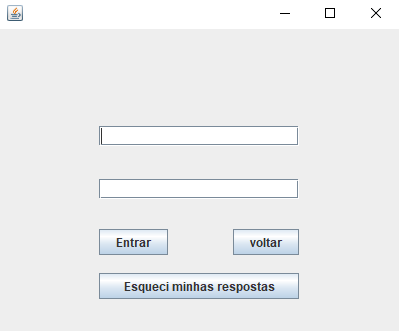 Entrar
voltar
Esqueci minhas respostas